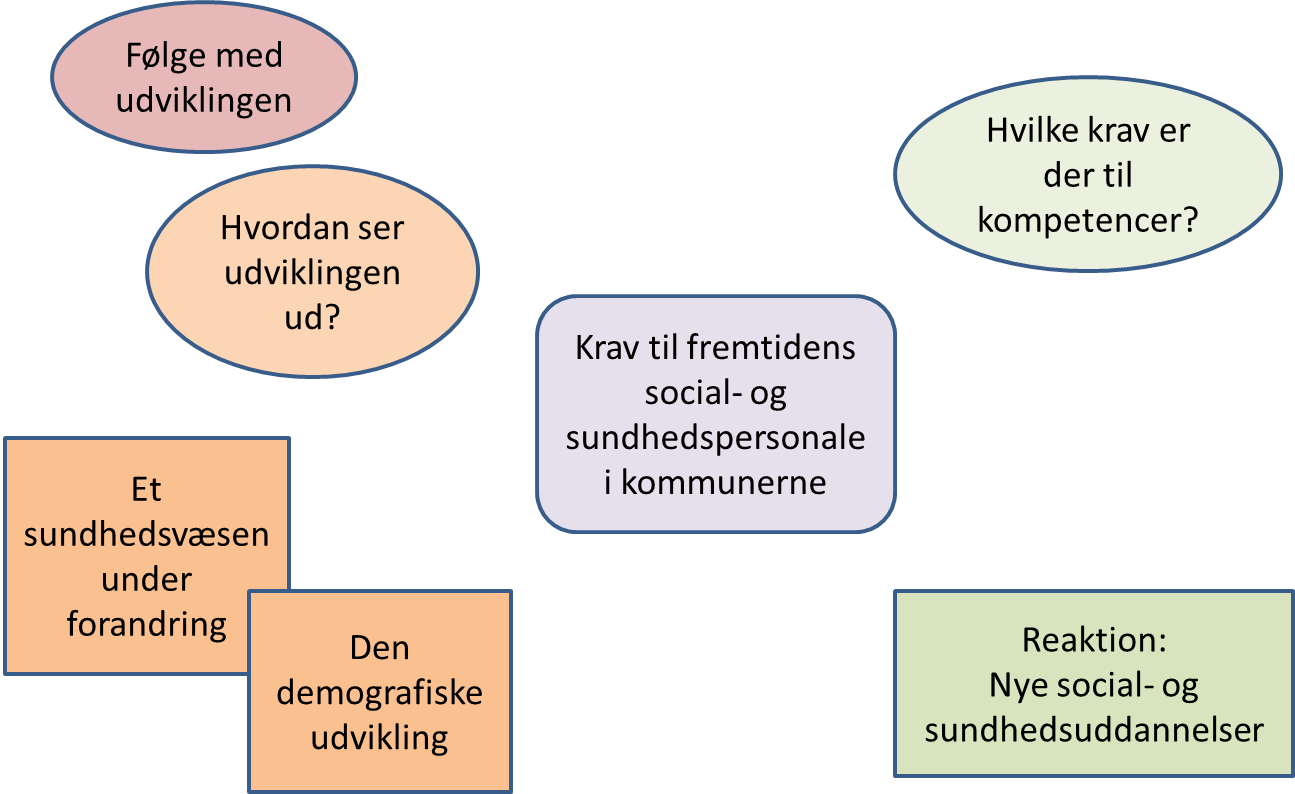 Følge med
udviklingen
Hvordan ser
udviklingen
ud?
Hvilke krav er
der til
kompetencer?
Krav til fremtidens
social- og
sundhedspersonale
i kommunerne
Et
sundhedsvæsen
under
forandring
Den
demografiske
udvikling
Reaktion:
Nye social- og
sundhedsuddannelser